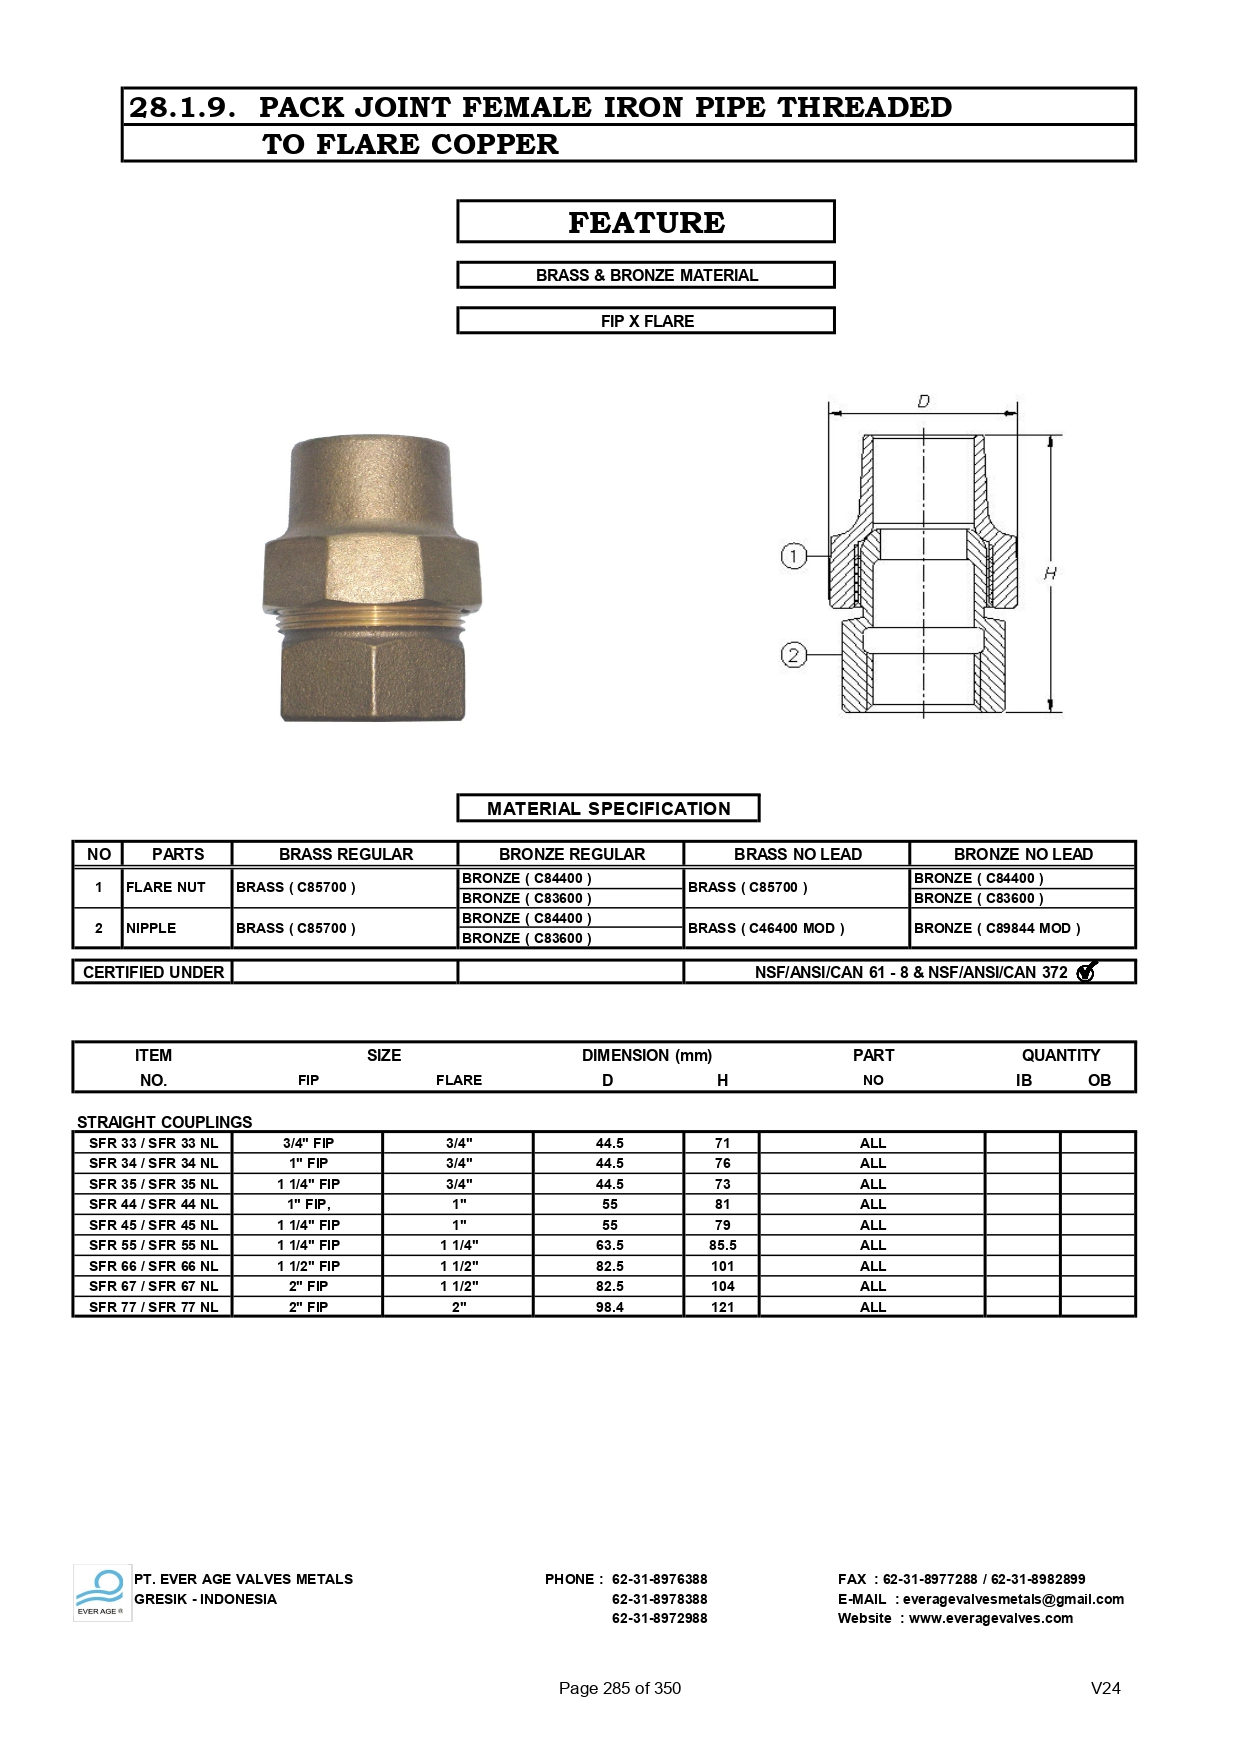 28.1.9. PACK JOINT FEMALE IRON PIPE THREADED
TO FLARE COPPER
FEATURE
BRASS & BRONZE MATERIAL
FIP X FLARE
D
H
1
2
MATERIAL SPECIFICATION
NO PARTS BRASS REGULAR BRONZE REGULAR BRASS NO LEAD BRONZE NO LEAD
1 FLARE NUT BRASS ( C85700 ) BRONZE ( C84400 ) BRASS ( C85700 ) BRONZE ( C84400 )
BRONZE ( C83600 ) BRONZE ( C83600 )
2 NIPPLE BRASS ( C85700 ) BRONZE ( C84400 ) BRASS ( C46400 MOD ) BRONZE ( C89844 MOD )
BRONZE ( C83600 )
CERTIFIED UNDER NSF/ANSI/CAN 61 - 8 & NSF/ANSI/CAN 372
ITEM SIZE DIMENSION (mm) PART QUANTITY
NO. FIP FLARE D H NO IB OB
STRAIGHT COUPLINGS
SFR 33 / SFR 33 NL 3/4" FIP 3/4" 44.5 71 ALL
SFR 34 / SFR 34 NL 1" FIP 3/4" 44.5 76 ALL
SFR 35 / SFR 35 NL 1 1/4" FIP 3/4" 44.5 73 ALL
SFR 44 / SFR 44 NL 1" FIP, 1" 55 81 ALL
SFR 45 / SFR 45 NL 1 1/4" FIP 1" 55 79 ALL
SFR 55 / SFR 55 NL 1 1/4" FIP 1 1/4" 63.5 85.5 ALL
SFR 66 / SFR 66 NL 1 1/2" FIP 1 1/2" 82.5 101 ALL
SFR 67 / SFR 67 NL 2" FIP 1 1/2" 82.5 104 ALL
SFR 77 / SFR 77 NL 2" FIP 2" 98.4 121 ALL
PT. EVER AGE VALVES METALS PHONE : 62-31-8976388 FAX : 62-31-8977288 / 62-31-8982899
GRESIK - INDONESIA 62-31-8978388 E-MAIL : everagevalvesmetals@gmail.com
EVER AGE ®
62-31-8972988 Website : www.everagevalves.com
Page 285 of 350 V24